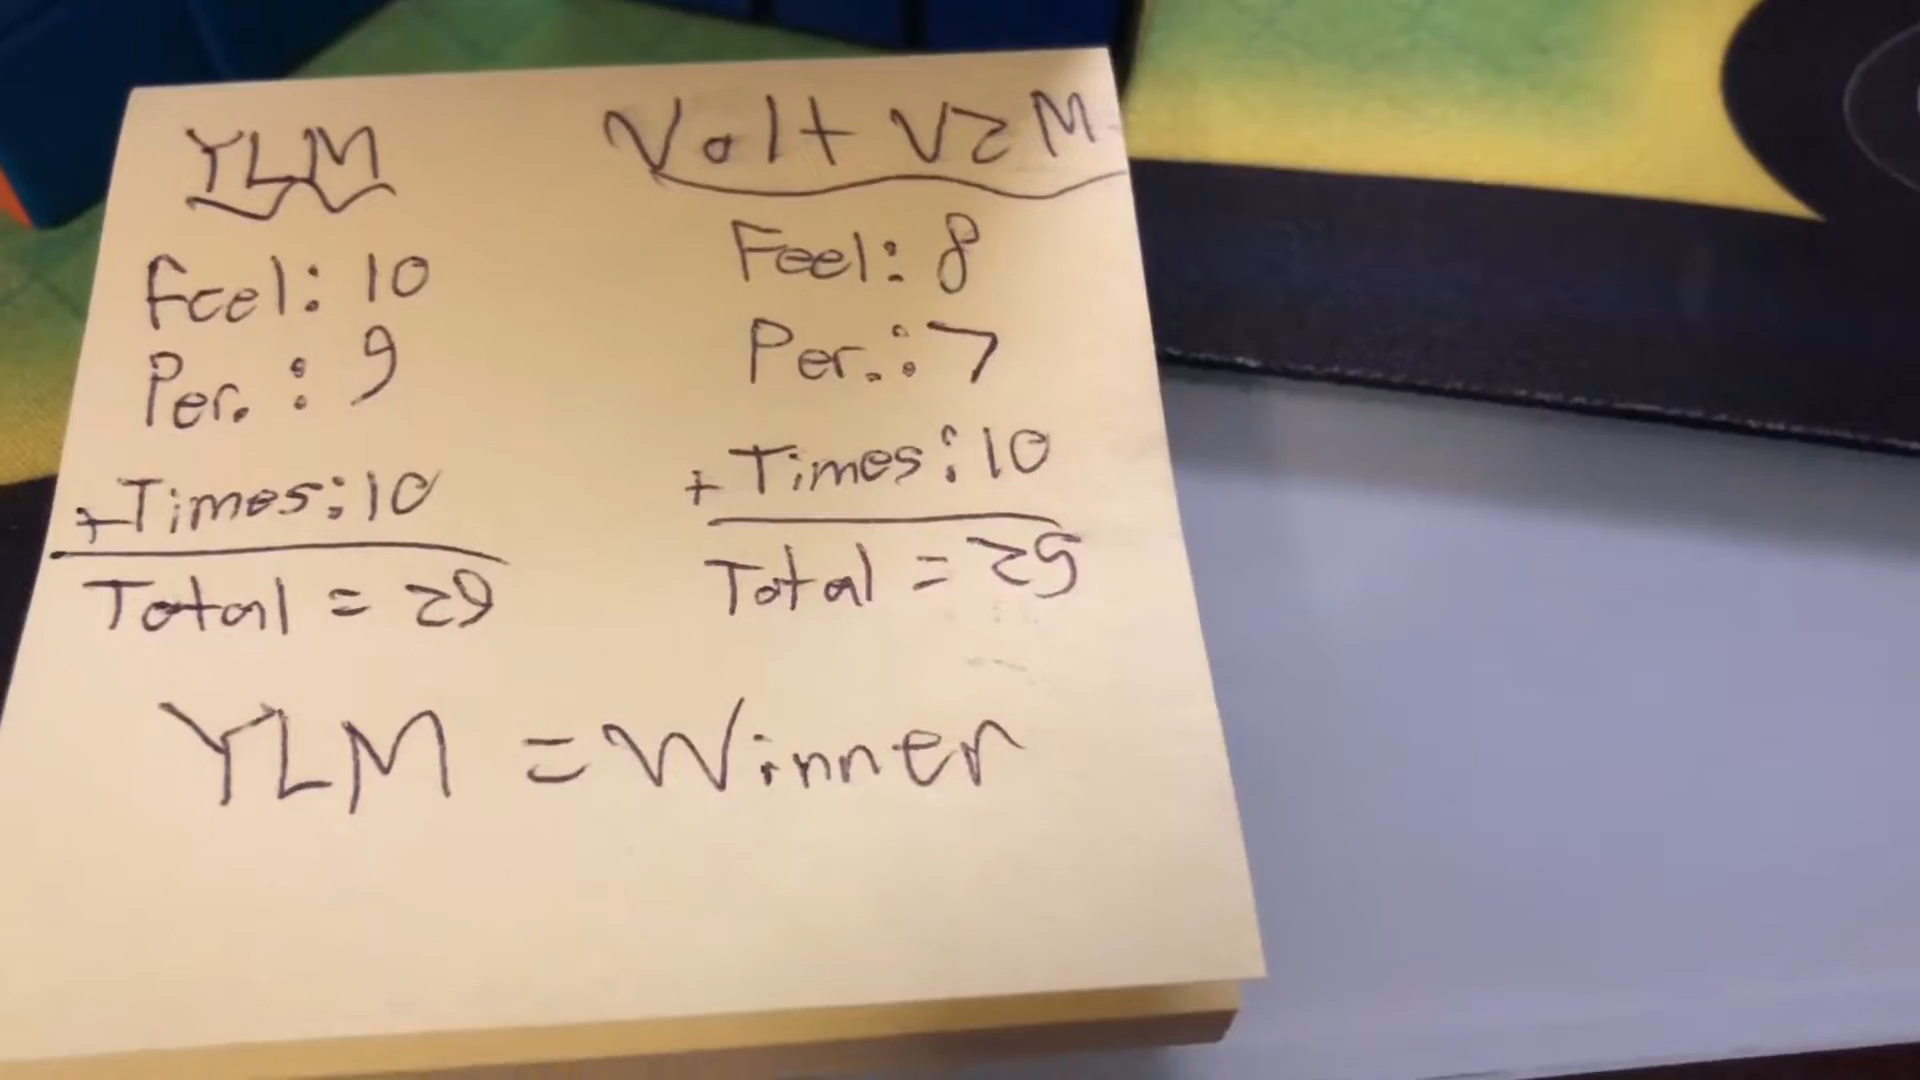 YLM
Feel: 10
Per. : 9
+Times: 10
Total = 29
Volt V2 M
Feel: 8
Per. : 7
+ Times: 10
Total = 25
YLM = Winner